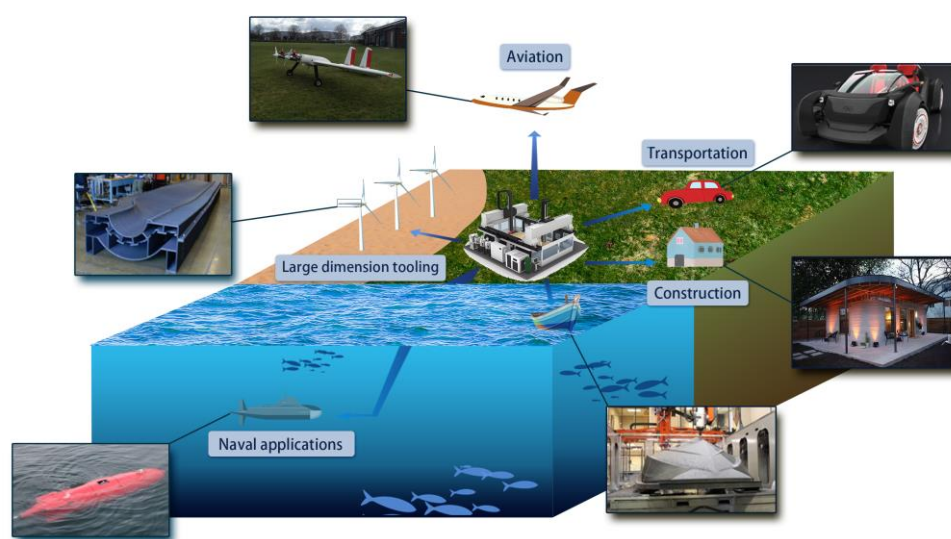 Aviation
Transportation
Large dimension tooling
Construction
Naval applications